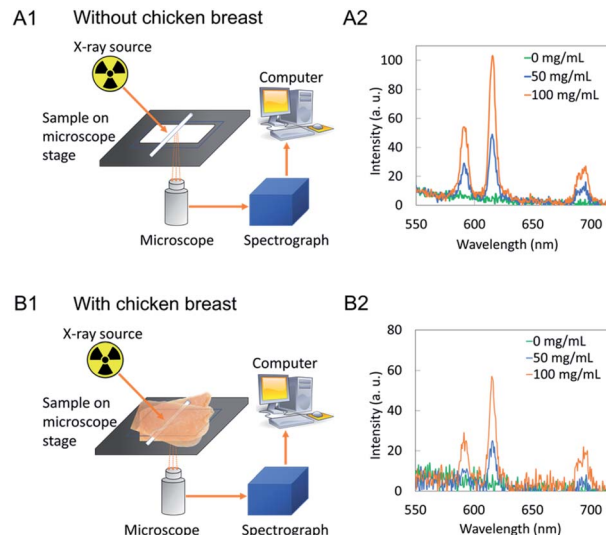 A1 Without chicken breast
X-ray source
Computer
Sample on
microscope
stage
Microscope
Spectrograph
A2
100
80
60
40
20
0
Intensity (a. u.)
0 mg/mL
50 mg/mL
100 mg/mL
550 600 650 700
Wavelength (nm)
B1 With chicken breast
X-ray source
Computer
Sample on
microscope
stage
Microscope
Spectrograph
B2
80
60
40
20
0
Intensity (a. u.)
0 mg/mL
50 mg/mL
100 mg/mL
550 600 650 700
Wavelength (nm)